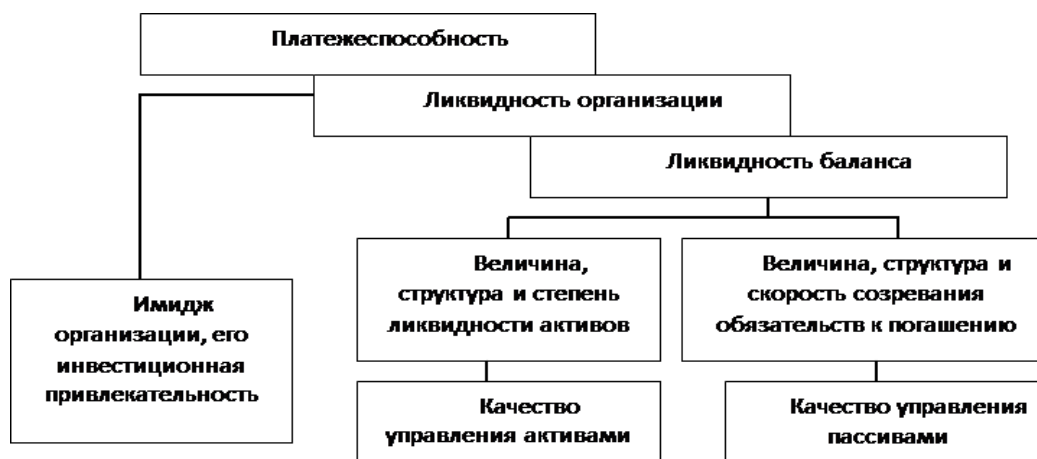 Платежеспособность
Ликвидность организации
Ликвидность баланса
Величина,
структура и степень
ликвидности активов
Величина, структура и
скорость созревания
обязательств к погашению
Имидж
организации, его
инвестиционная
привлекательность
Качество
управления активами
Качество управления
пассивами